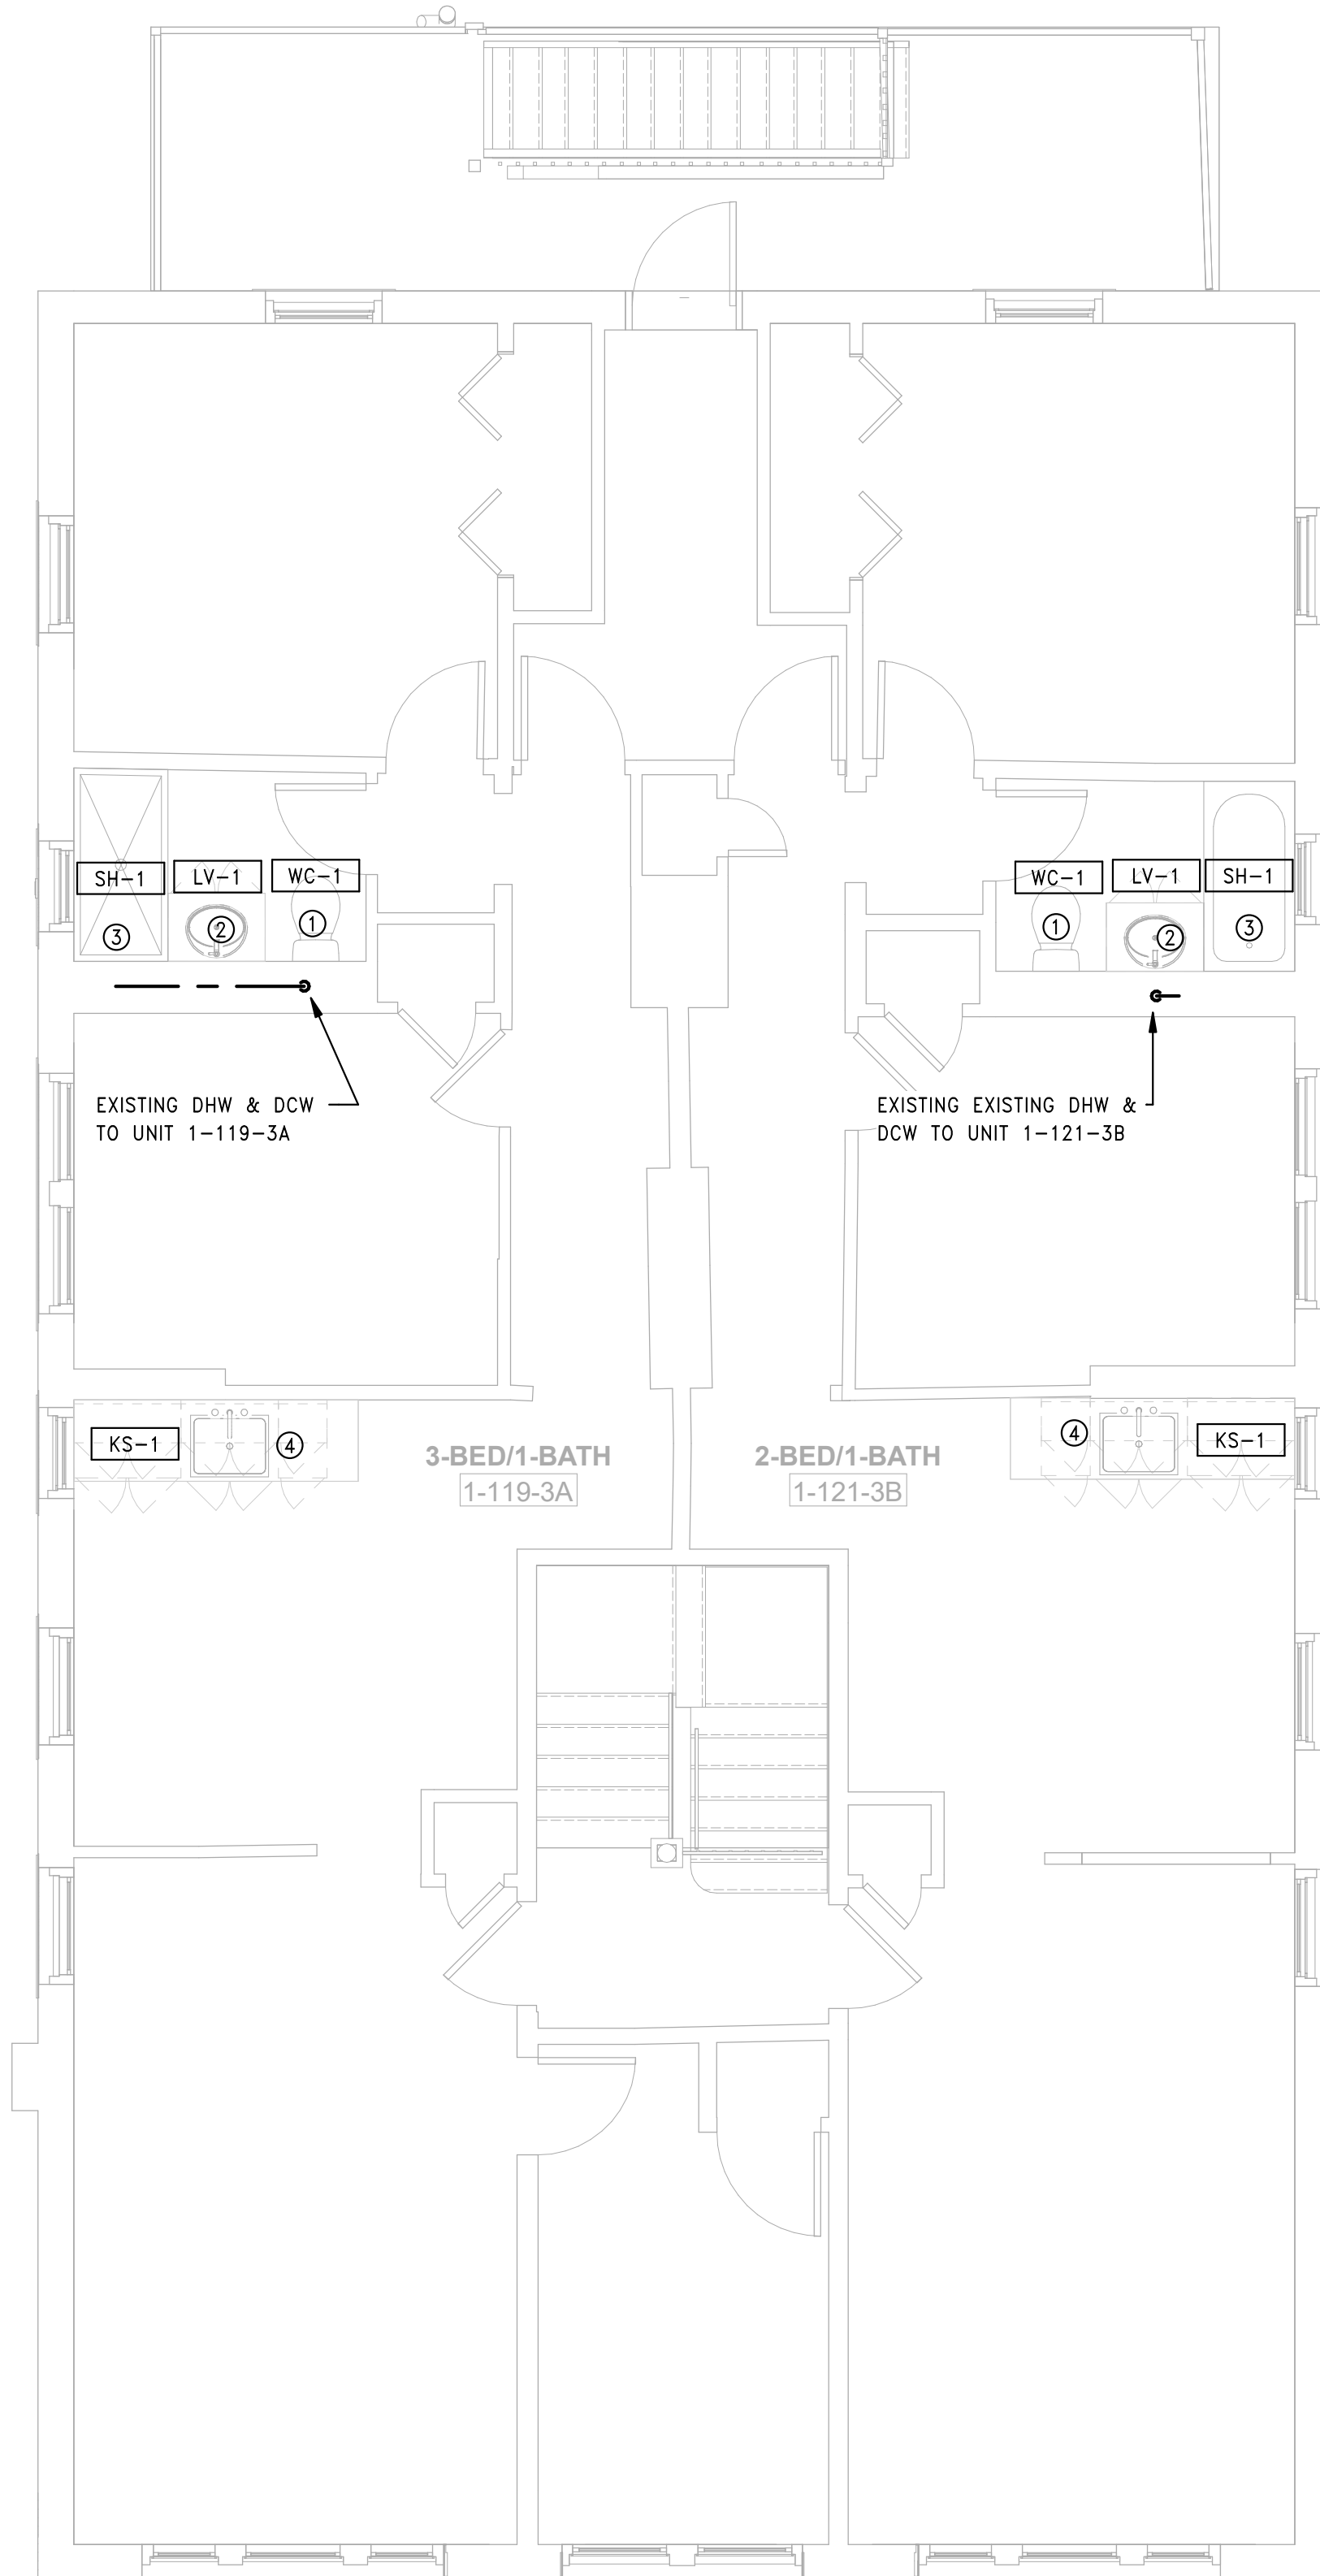 SH-1
LV-1
WC-1
3
2
1
WC-1
LV-1
SH-1
1
2
3
EXISTING DHW & DCW
TO UNIT 1-119-3A
EXISTING EXISTING DHW &
DCW TO UNIT 1-121-3B
KS-1
4
3-BED/1-BATH
1-119-3A
2-BED/1-BATH
1-121-3B
4
KS-1